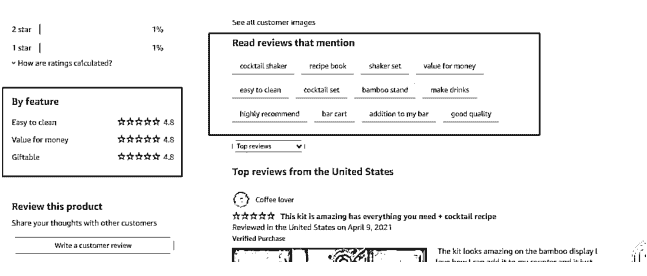 2 star 1%
1 star 1%
How are ratings calculated?
By feature
Easy to clean 4.8
Value for money 4.8
Giftable 4.8
Review this product
Share your thoughts with other customers
Write a customer review
See all customer images
Read reviews that mention
cocktail shaker recipe book shaker set value for money
easy to clean cocktail set bamboo stand make drinks
highly recommend bar cart addition to my bar good quality
Top reviews
Top reviews from the United States
Coffee lover
This kit is amazing has everything you need + cocktail recipe
Reviewed in the United States on April 9, 2021
Verified Purchase
The kit looks amazing on the bamboo display I
love how I can add it to my counter and it just